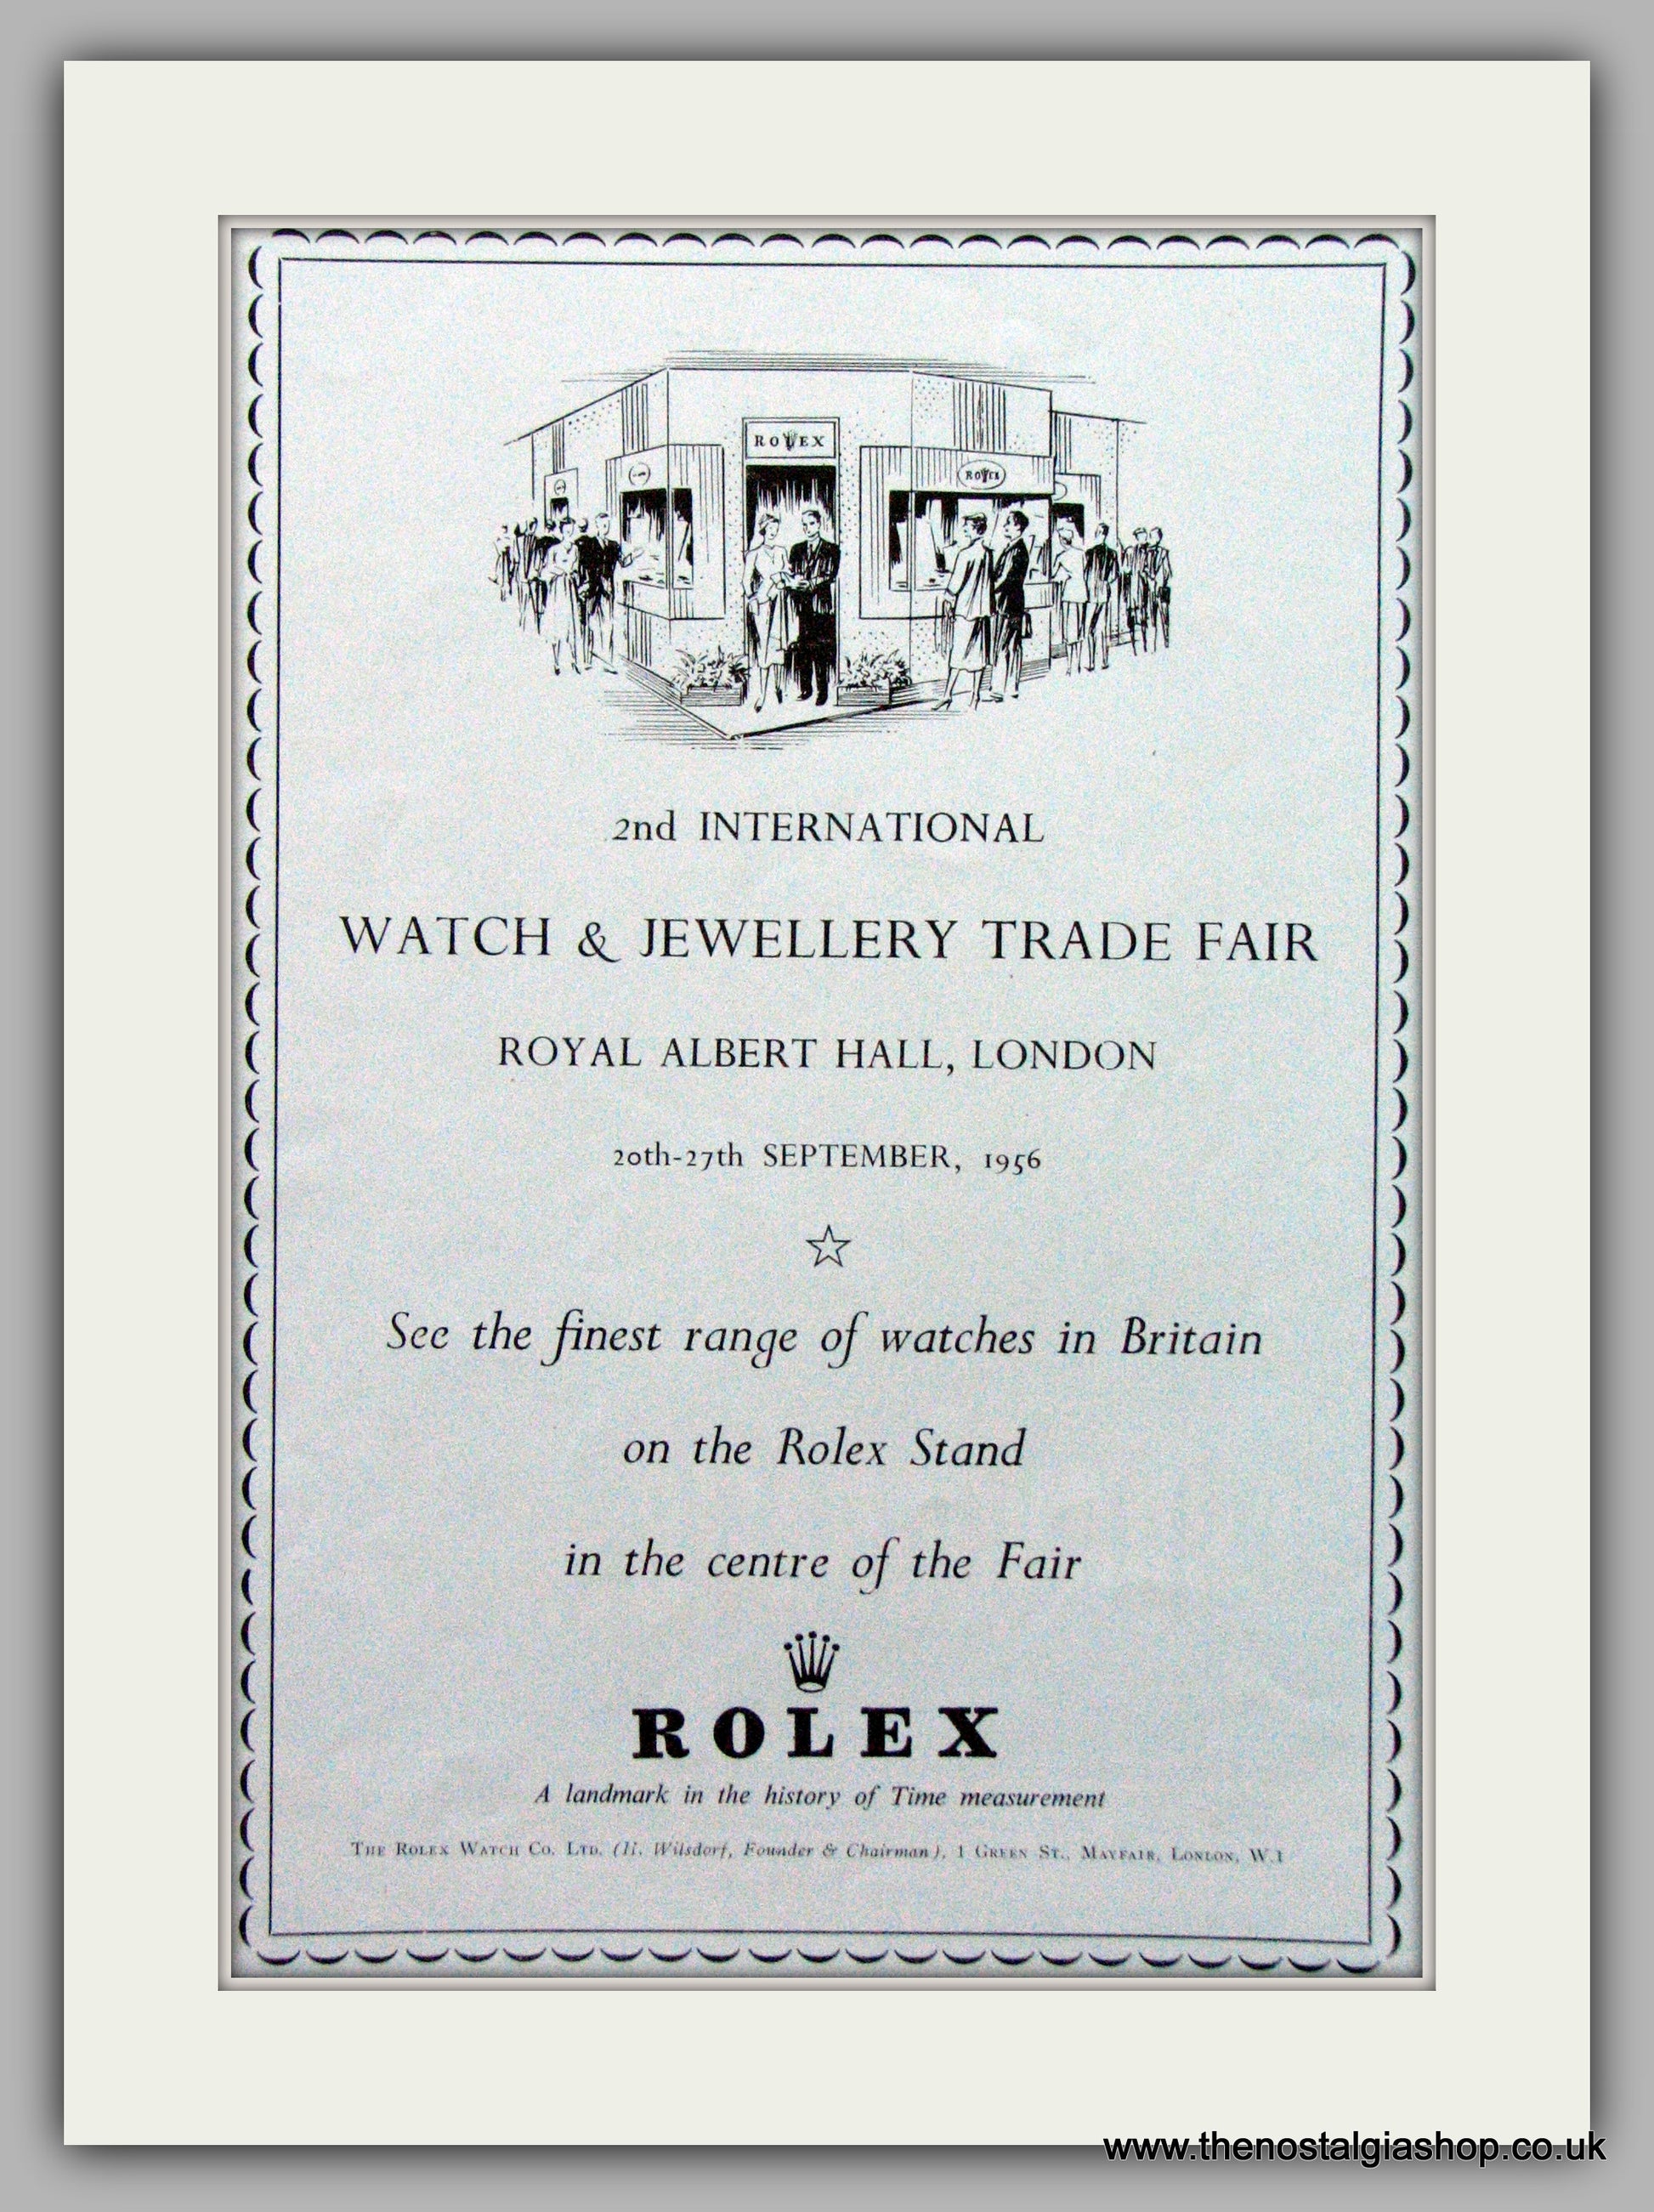 ROLEX
ROLEX
2nd INTERNATIONAL
WATCH & JEWELLERY TRADE FAIR
ROYAL ALBERT HALL, LONDON
20th-27th SEPTEMBER, 1956
See the finest range of watches in Britain
on the Rolex Stand
in the centre of the Fair
ROLEX
A landmark in the history of Time measurement
THE ROLEX WATCH CO. LTD. (H. Wilsdorf, Founder & Chairman), 1 GREEN ST., MAYFAIR, LONDON, W.1
www.thenostalgiashop.co.uk